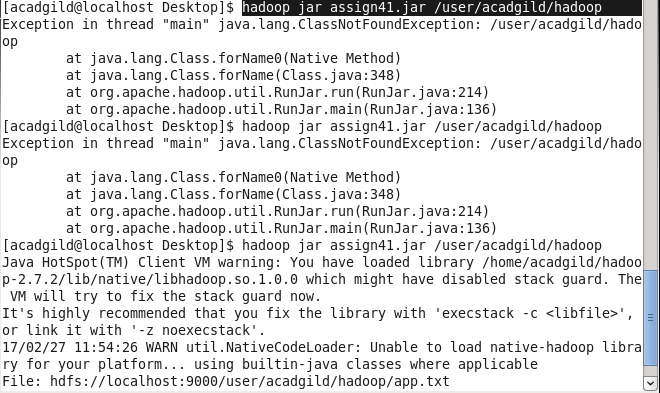 [acadgild@localhost Desktop]$ hadoop jar assign41.jar /user/acadgild/hadoop
Exception in thread "main" java.lang.ClassNotFoundException: /user/acadgild/hado
op
        at java.lang.Class.forName0(Native Method)
        at java.lang.Class.forName(Class.java:348)
        at org.apache.hadoop.util.RunJar.run(RunJar.java:214)
        at org.apache.hadoop.util.RunJar.main(RunJar.java:136)
[acadgild@localhost Desktop]$ hadoop jar assign41.jar /user/acadgild/hadoop
Exception in thread "main" java.lang.ClassNotFoundException: /user/acadgild/hado
op
        at java.lang.Class.forName0(Native Method)
        at java.lang.Class.forName(Class.java:348)
        at org.apache.hadoop.util.RunJar.run(RunJar.java:214)
        at org.apache.hadoop.util.RunJar.main(RunJar.java:136)
[acadgild@localhost Desktop]$ hadoop jar assign41.jar /user/acadgild/hadoop
Java HotSpot(TM) Client VM warning: You have loaded library /home/acadgild/hadoo
p-2.7.2/lib/native/libhadoop.so.1.0.0 which might have disabled stack guard. The
 VM will try to fix the stack guard now.
It's highly recommended that you fix the library with 'execstack -c <libfile>',
or link it with '-z noexecstack'.
17/02/27 11:54:26 WARN util.NativeCodeLoader: Unable to load native-hadoop libra
ry for your platform... using builtin-java classes where applicable
File: hdfs://localhost:9000/user/acadgild/hadoop/app.txt